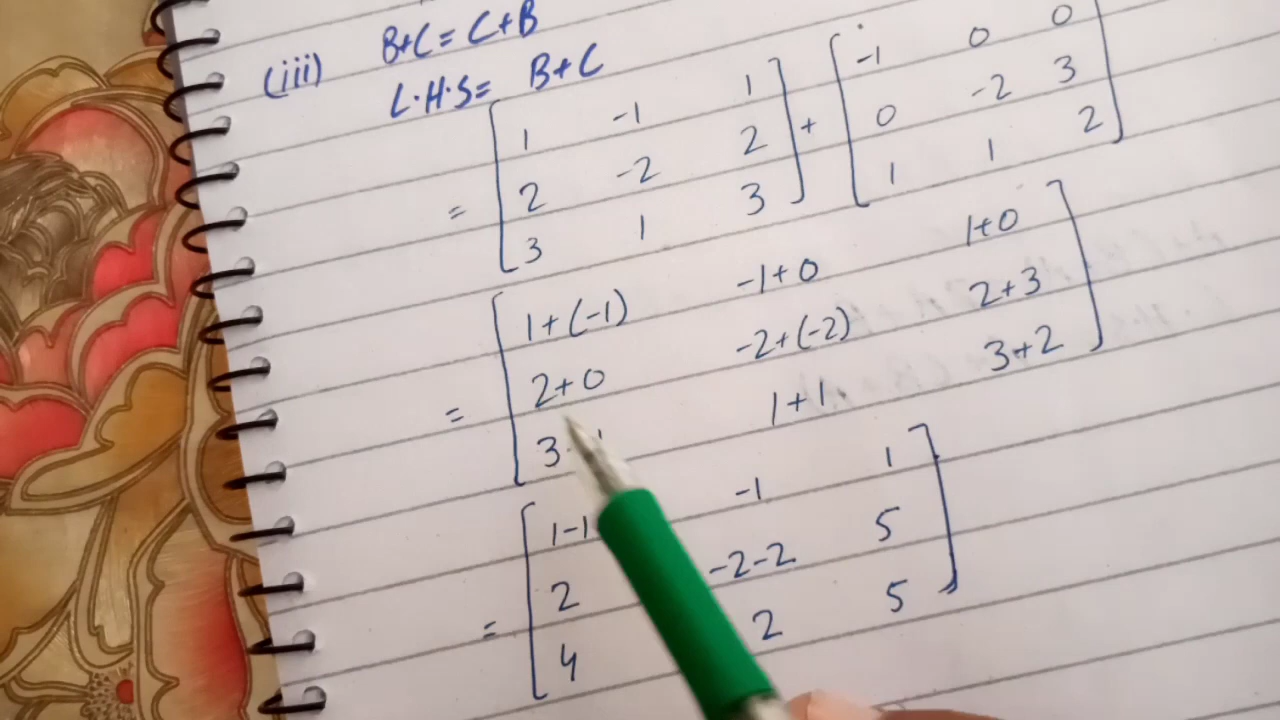 (iii) B+C = C+B
L.H.S = B+C
= [ 1 -1 1 ] + [ -1 0 0 ]
2 -2 2 0 -2 3
3 1 3 1 1 2
= [ 1+(-1) -1+0 1+0 ]
2+0 -2+(-2) 2+3
3 1+1 3+2
= [ 1-1 -1 1 ]
2 -2-2 5
4 2 5